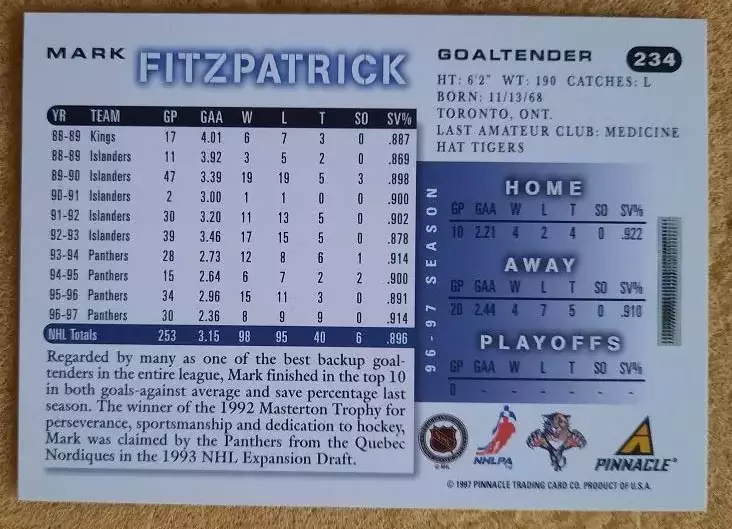 MARK FITZPATRICK
GOALTENDER 234
HT: 6'2" WT: 190 CATCHES: L
BORN: 11/13/68
TORONTO, ONT.
LAST AMATEUR CLUB: MEDICINE
HAT TIGERS
YR TEAM GP GAA W L T SO SV%
88-89 Kings 17 4.01 6 7 3 0 .887
88-89 Islanders 11 3.92 3 5 2 0 .869
89-90 Islanders 47 3.39 19 19 5 3 .898
90-91 Islanders 2 3.00 1 1 0 0 .900
91-92 Islanders 30 3.20 11 13 5 0 .902
92-93 Islanders 39 3.46 17 15 5 0 .878
93-94 Panthers 28 2.73 12 8 6 1 .914
94-95 Panthers 15 2.64 6 7 2 2 .900
95-96 Panthers 34 2.96 15 11 3 0 .891
96-97 Panthers 30 2.36 8 9 9 0 .914
NHL Totals 253 3.15 98 95 40 6 .896
Regarded by many as one of the best backup goal-
tenders in the entire league, Mark finished in the top 10
in both goals-against average and save percentage last
season. The winner of the 1992 Masterton Trophy for
perseverance, sportsmanship and dedication to hockey,
Mark was claimed by the Panthers from the Quebec
Nordiques in the 1993 NHL Expansion Draft.
96-97 SEASON
HOME
GP GAA W L T SO SV%
10 2.21 4 2 4 0 .922
AWAY
GP GAA W L T SO SV%
20 2.44 4 7 5 0 .910
PLAYOFFS
GP GAA W L T SO SV%
0 - - - - - -
© NHL
NHLPA
PINNACLE
© 1997 PINNACLE TRADING CARD CO. PRODUCT OF U.S.A.